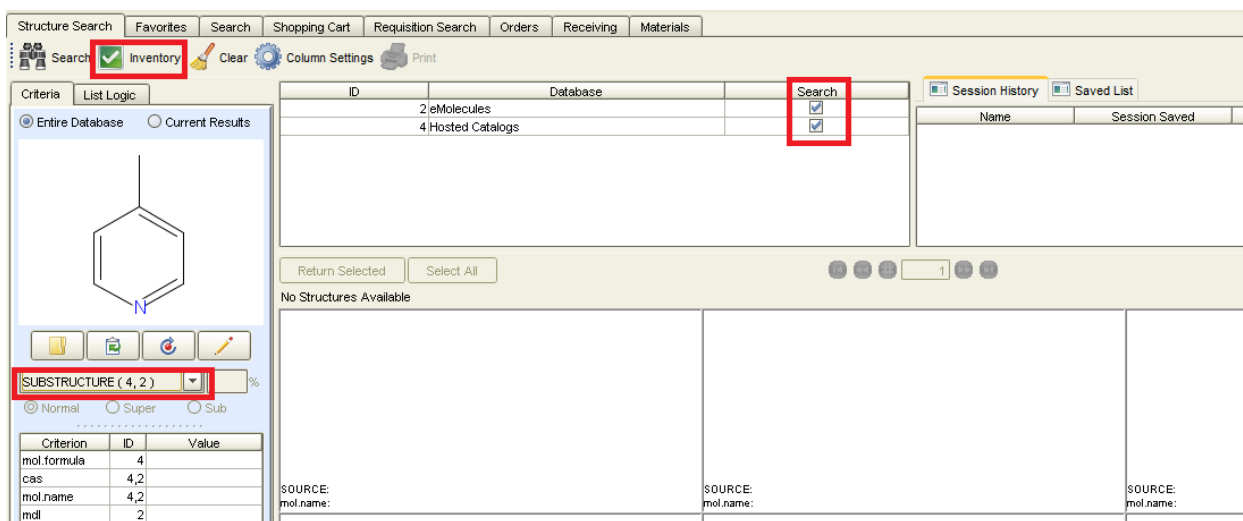 Structure Search Favorites Search Shopping Cart Requisition Search Orders Receiving Materials
Search Inventory Clear Column Settings Print
Criteria List Logic
Entire Database Current Results
N
SUBSTRUCTURE ( 4, 2 ) %
Normal Super Sub
Criterion ID Value
mol.formula 4
cas 4,2
mol.name 4,2
mdl 2
ID Database Search
2 eMolecules
4 Hosted Catalogs
Session History Saved List
Name Session Saved
Return Selected Select All 1
No Structures Available
SOURCE:
mol.name:
SOURCE:
mol.name:
SOURCE:
mol.name: